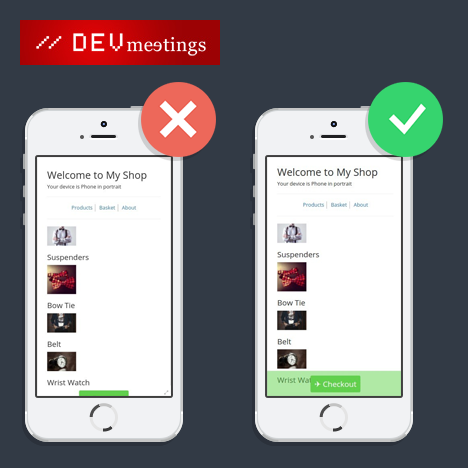 // DEVmeetings
Welcome to My Shop
Your device is Phone in portrait
Products | Basket | About
Suspenders
Bow Tie
Belt
Wrist Watch
Welcome to My Shop
Your device is Phone in portrait
Products | Basket | About
Suspenders
Bow Tie
Belt
Wrist Wat
Checkout